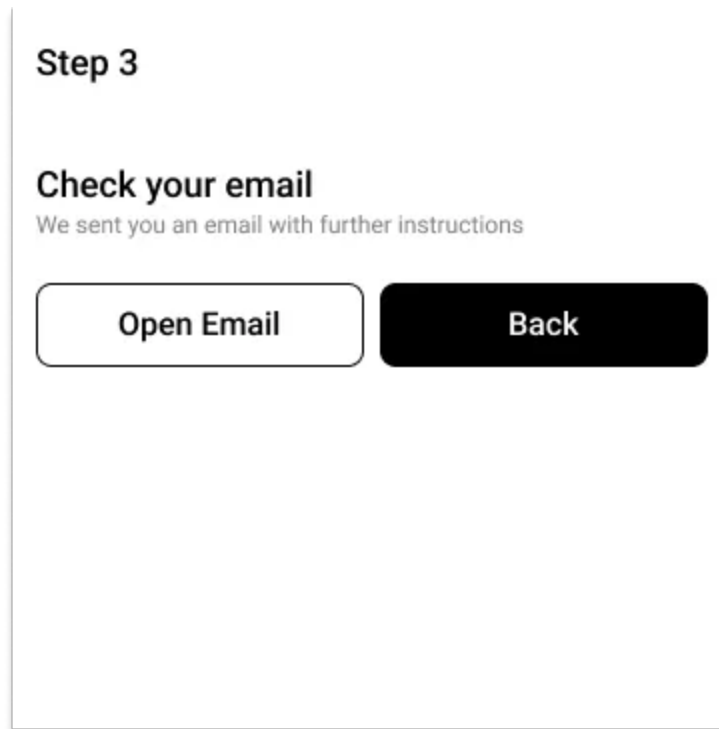 Step 3
Check your email
We sent you an email with further instructions
Open Email
Back